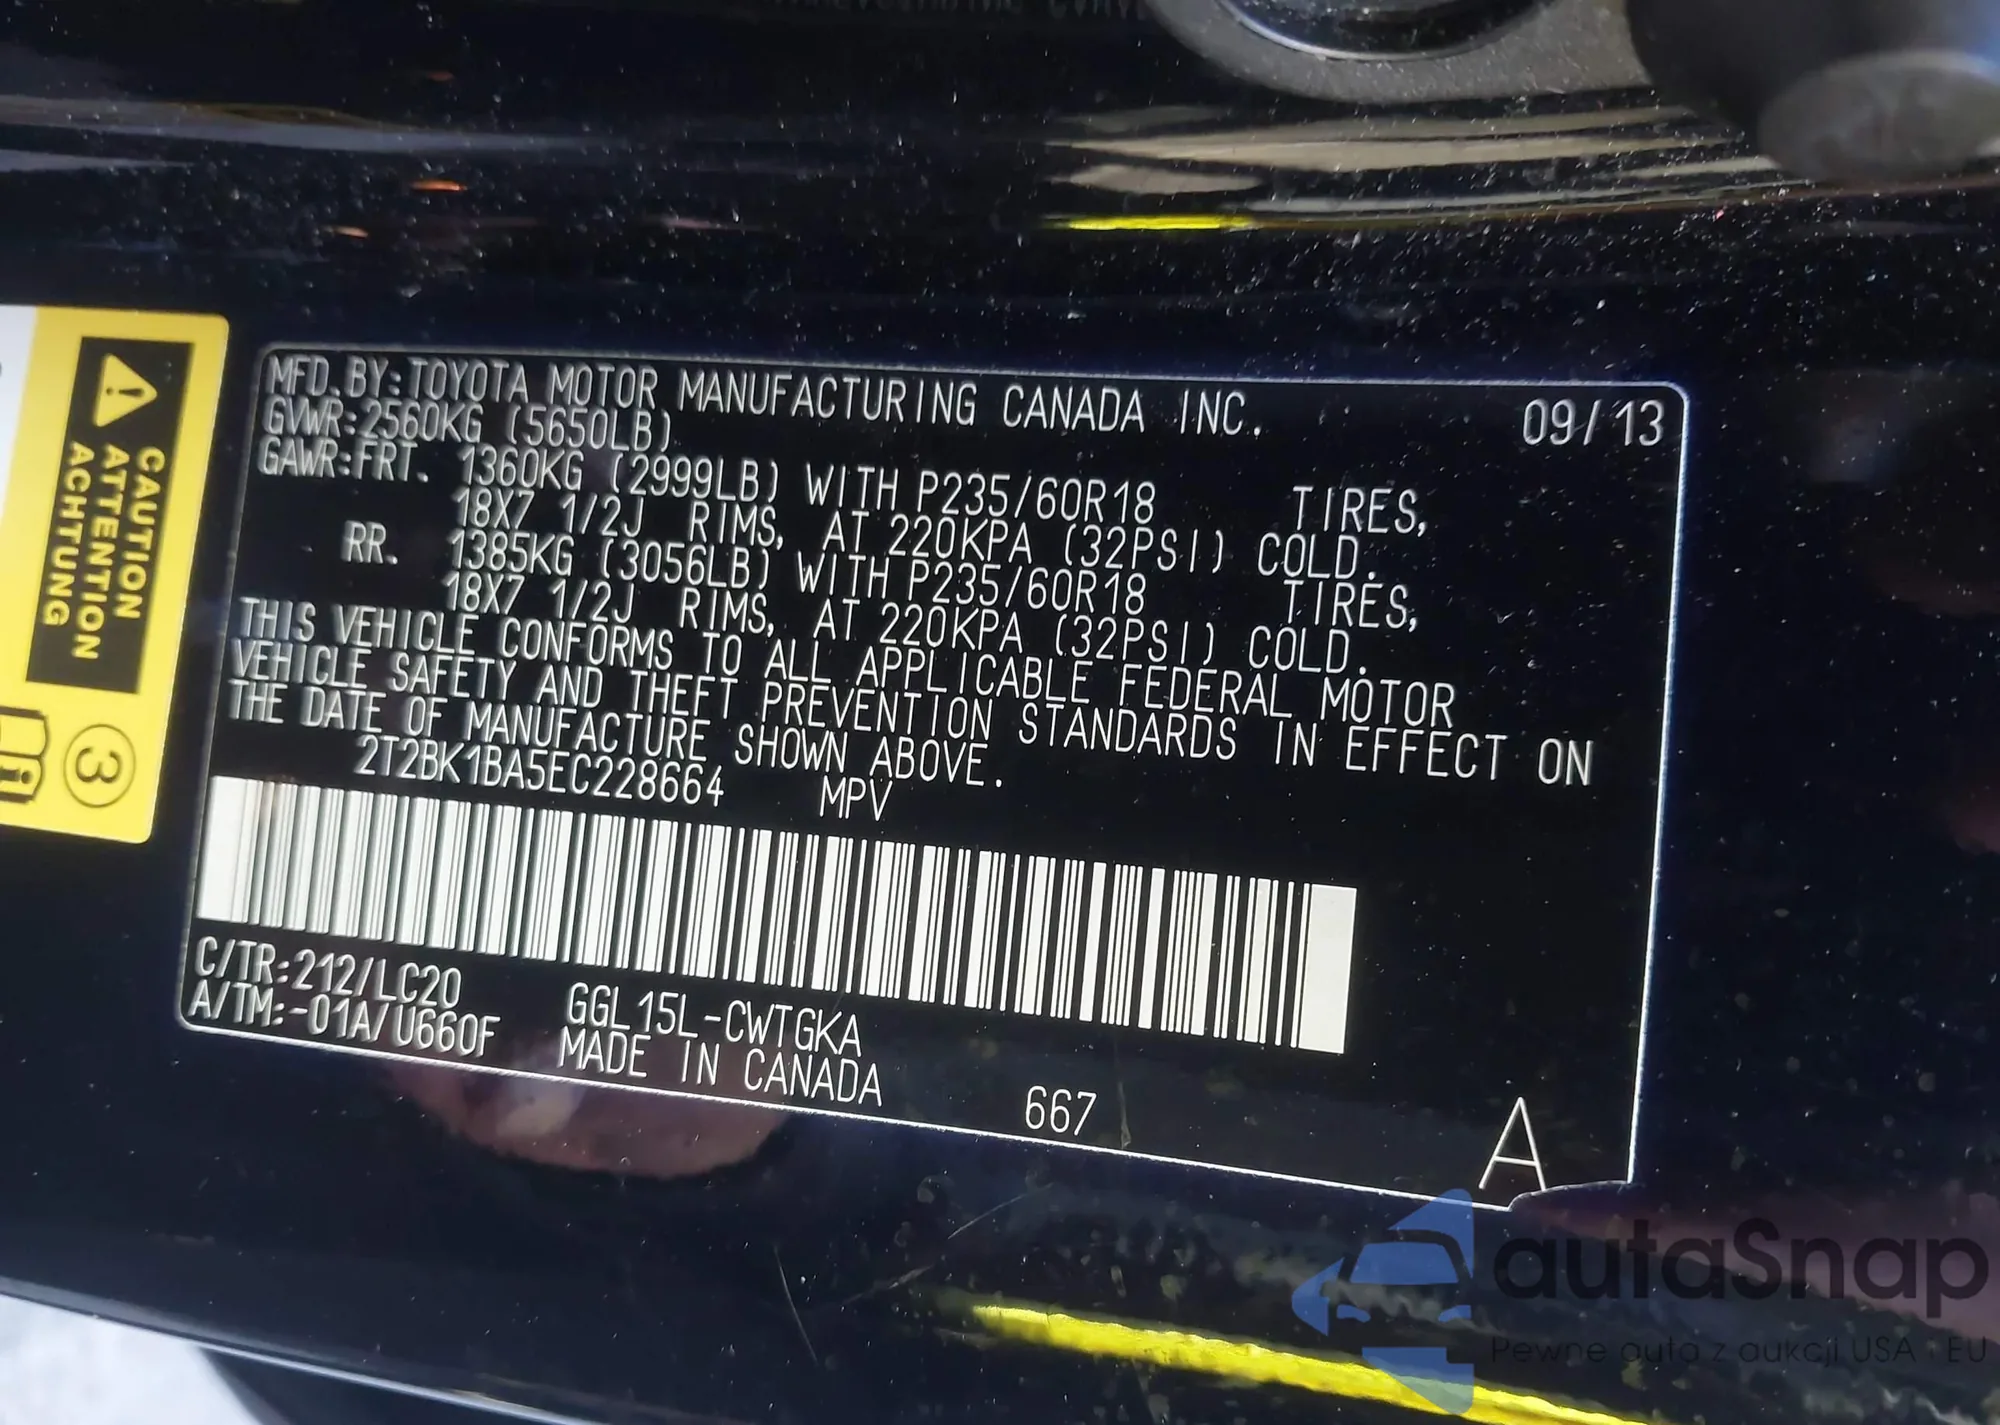 MFD.BY:TOYOTA MOTOR MANUFACTURING CANADA INC. 09/13
GVWR:2560KG (5650LB)
GAWR:FRT. 1360KG (2999LB) WITH P235/60R18 TIRES,
18X7 1/2J RIMS, AT 220KPA (32PSI) COLD.
RR. 1385KG (3056LB) WITH P235/60R18 TIRES,
18X7 1/2J RIMS, AT 220KPA (32PSI) COLD.
THIS VEHICLE CONFORMS TO ALL APPLICABLE FEDERAL MOTOR
VEHICLE SAFETY AND THEFT PREVENTION STANDARDS IN EFFECT ON
THE DATE OF MANUFACTURE SHOWN ABOVE.
2T2BK1BA5EC228664 MPV
C/TR:212/LC20 GGL15L-CWTGKA
A/TM:-01A/U660F MADE IN CANADA
667
A
CAUTION
ATTENTION
ACHTUNG
3
autaSnap
Pewne auta z aukcji USA · EU